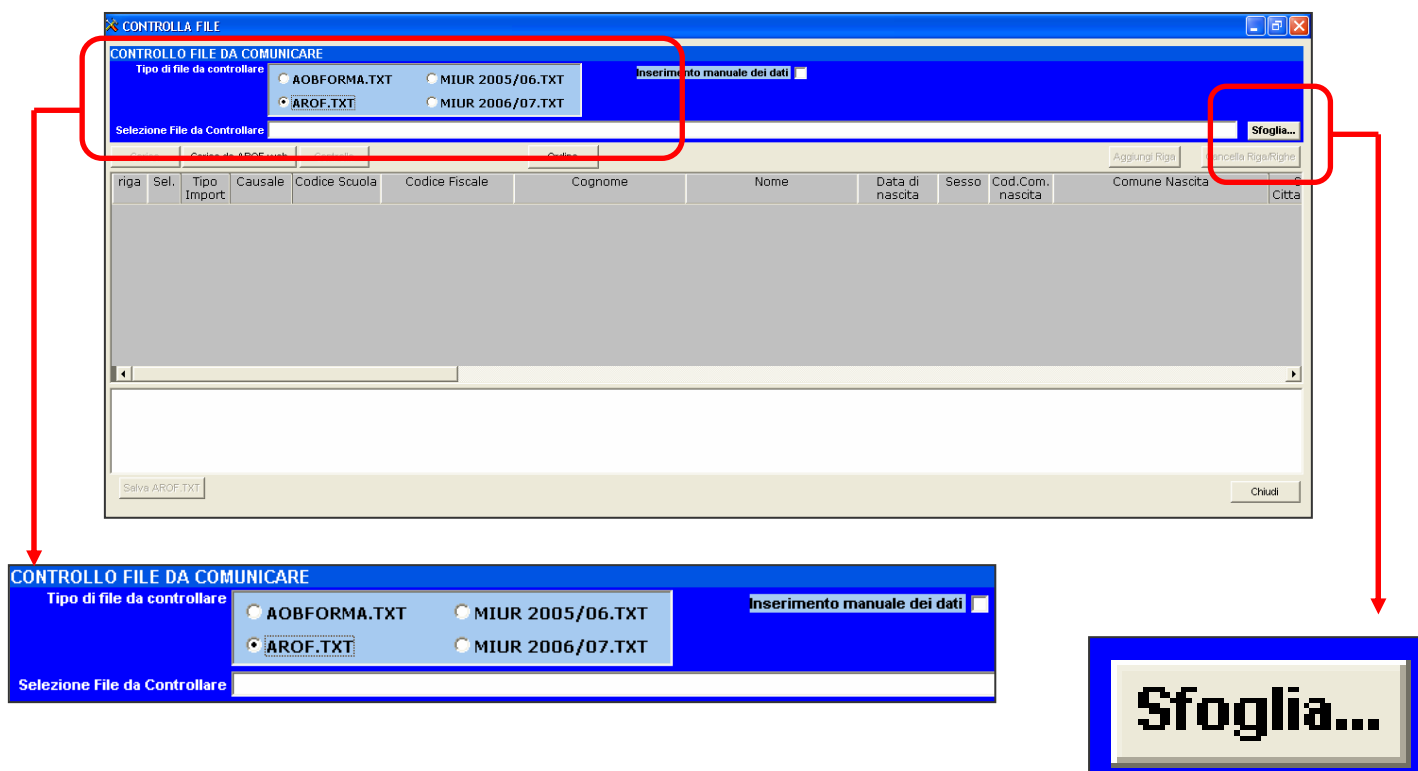 CONTROLLA FILE
CONTROLLO FILE DA COMUNICARE
Tipo di file da controllare
AOBFORMA.TXT MIUR 2005/06.TXT
Inserimento manuale dei dati
AROF.TXT MIUR 2006/07.TXT
Selezione File da Controllare
Sfoglia...
Carica da AROF web Controlla Ordina Aggiungi Riga Cancella Riga/Righe
riga Sel. Tipo Import Causale Codice Scuola Codice Fiscale Cognome Nome Data di nascita Sesso Cod.Com. nascita Comune Nascita Citta
Salva AROF.TXT
Chiudi
CONTROLLO FILE DA COMUNICARE
Tipo di file da controllare
AOBFORMA.TXT MIUR 2005/06.TXT
Inserimento manuale dei dati
AROF.TXT MIUR 2006/07.TXT
Selezione File da Controllare
Sfoglia...